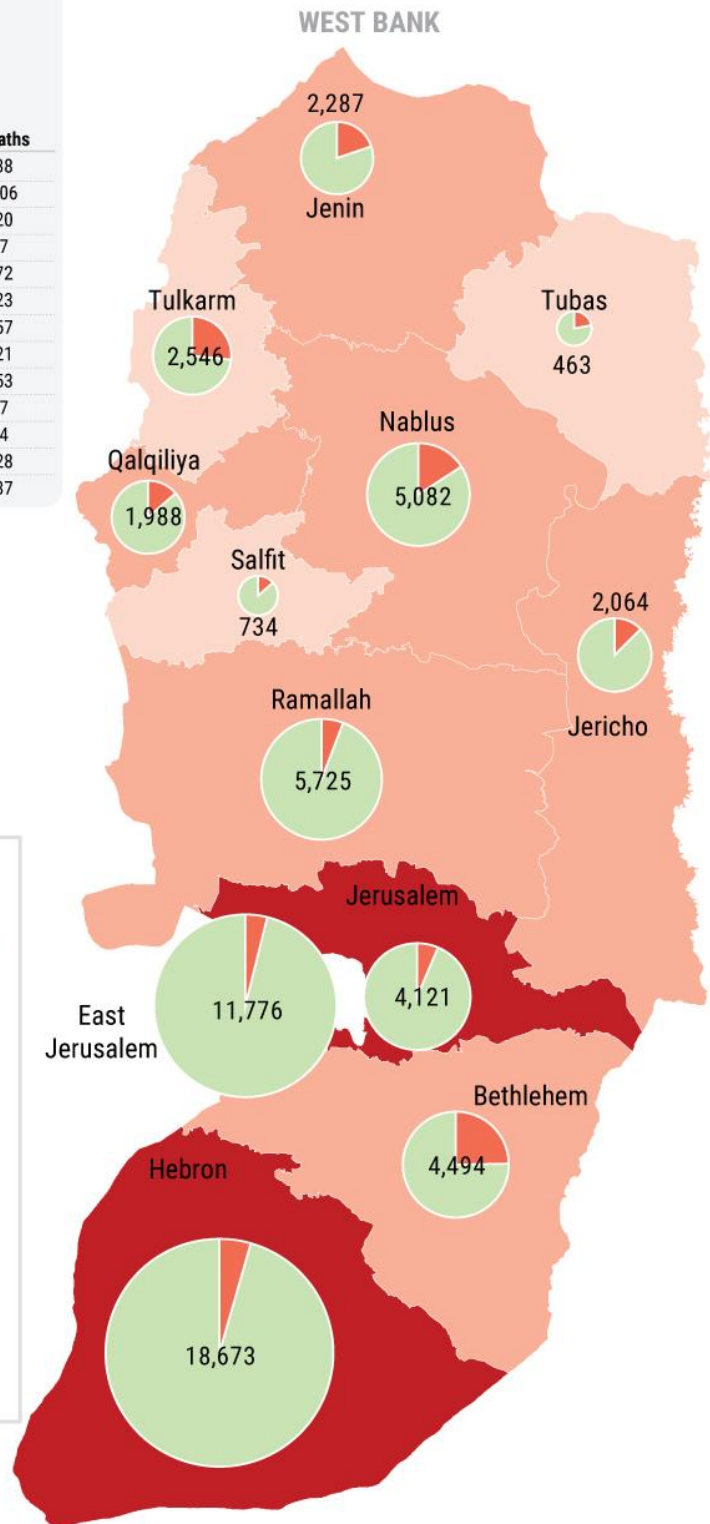 WEST BANK
2,287
Jenin
Tulkarm
2,546
Tubas
463
Nablus
5,082
Qalqiliya
1,988
Salfit
734
2,064
Jericho
Ramallah
5,725
Jerusalem
4,121
11,776
East
Jerusalem
Bethlehem
4,494
Hebron
18,673